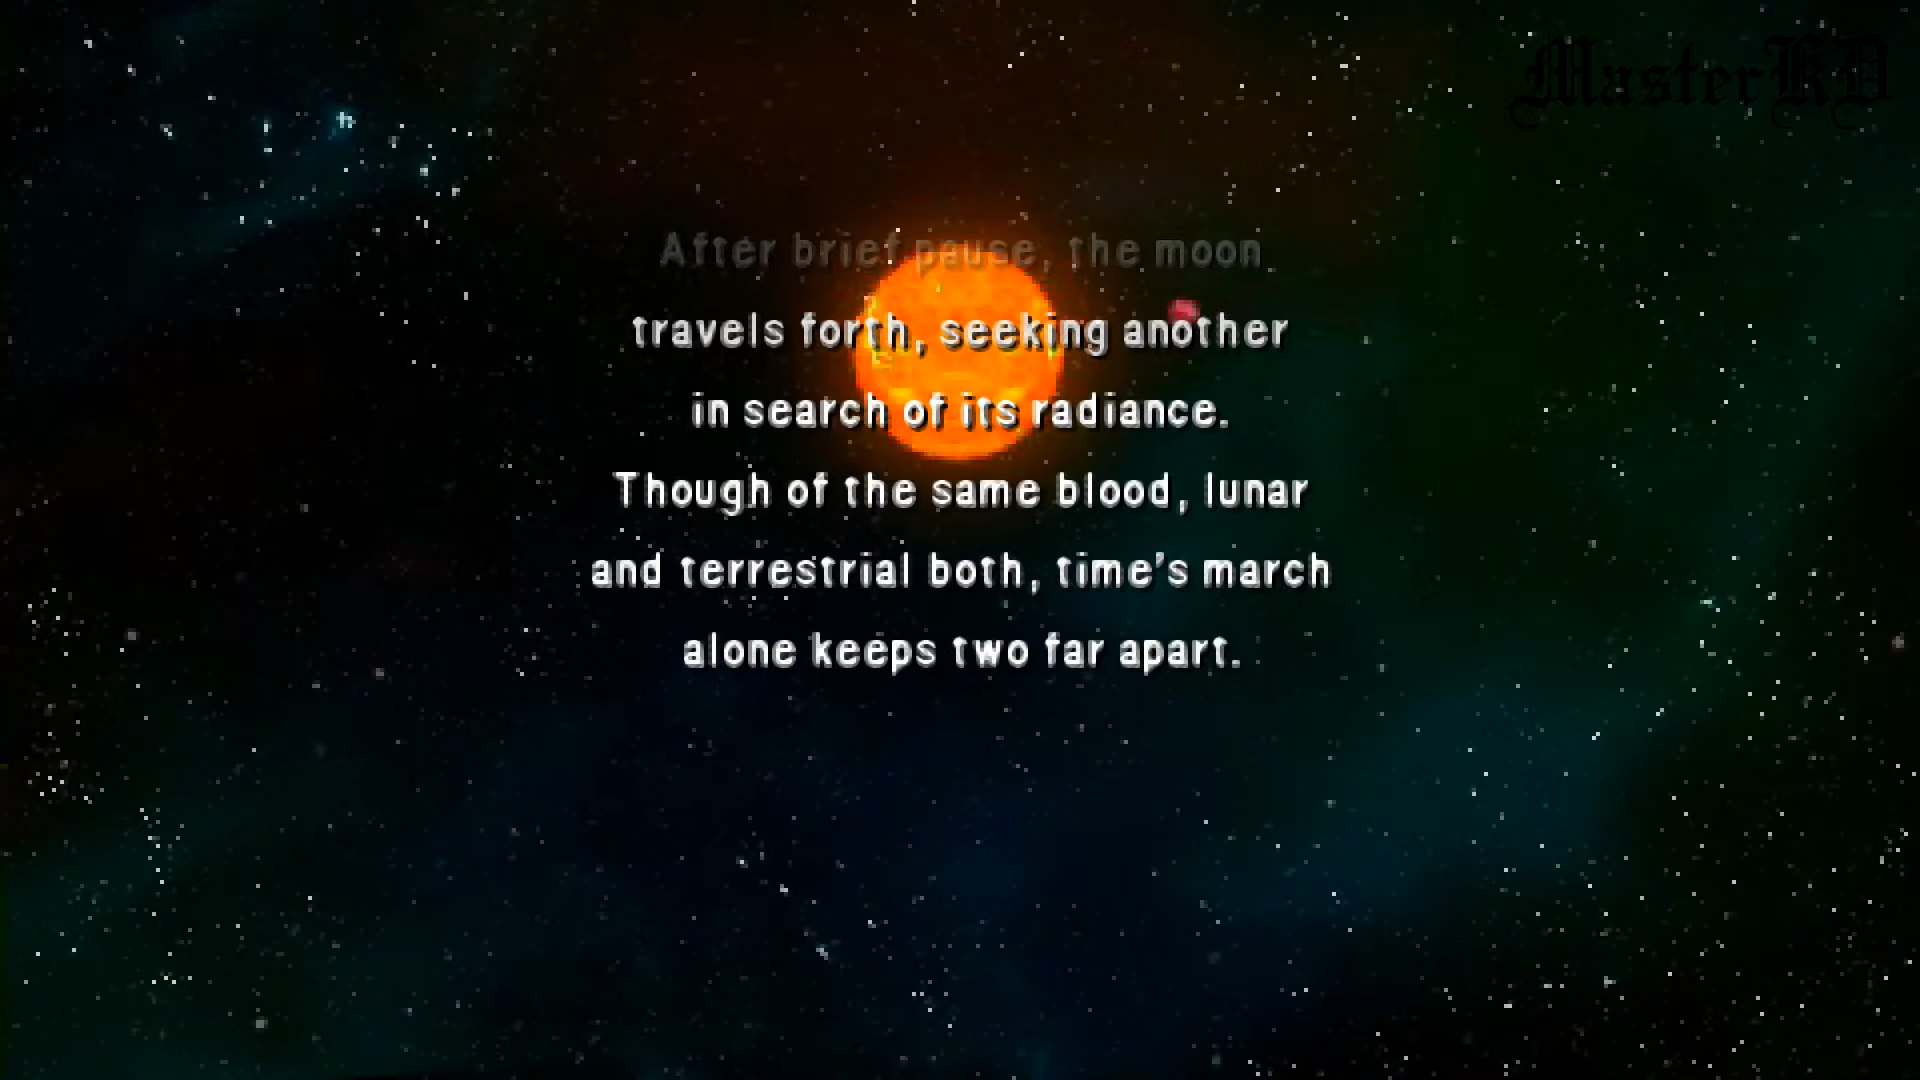 MasterKD
After brief pause, the moon
travels forth, seeking another
in search of its radiance.
Though of the same blood, lunar
and terrestrial both, time's march
alone keeps two far apart.